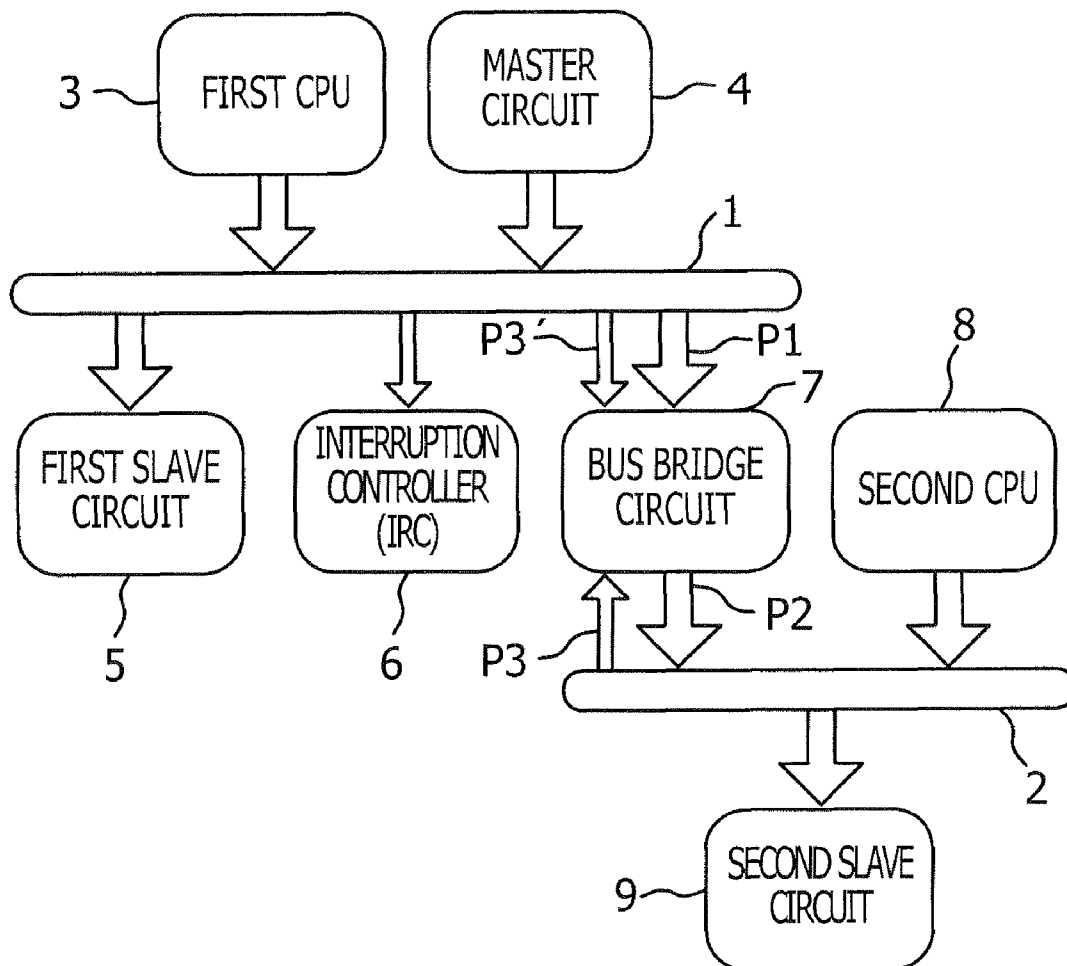 3
FIRST CPU
MASTER
CIRCUIT
4
1
P3´
P1
8
7
FIRST SLAVE
CIRCUIT
INTERRUPTION
CONTROLLER
(IRC)
BUS BRIDGE
CIRCUIT
SECOND CPU
5
6
P3
P2
2
9
SECOND SLAVE
CIRCUIT